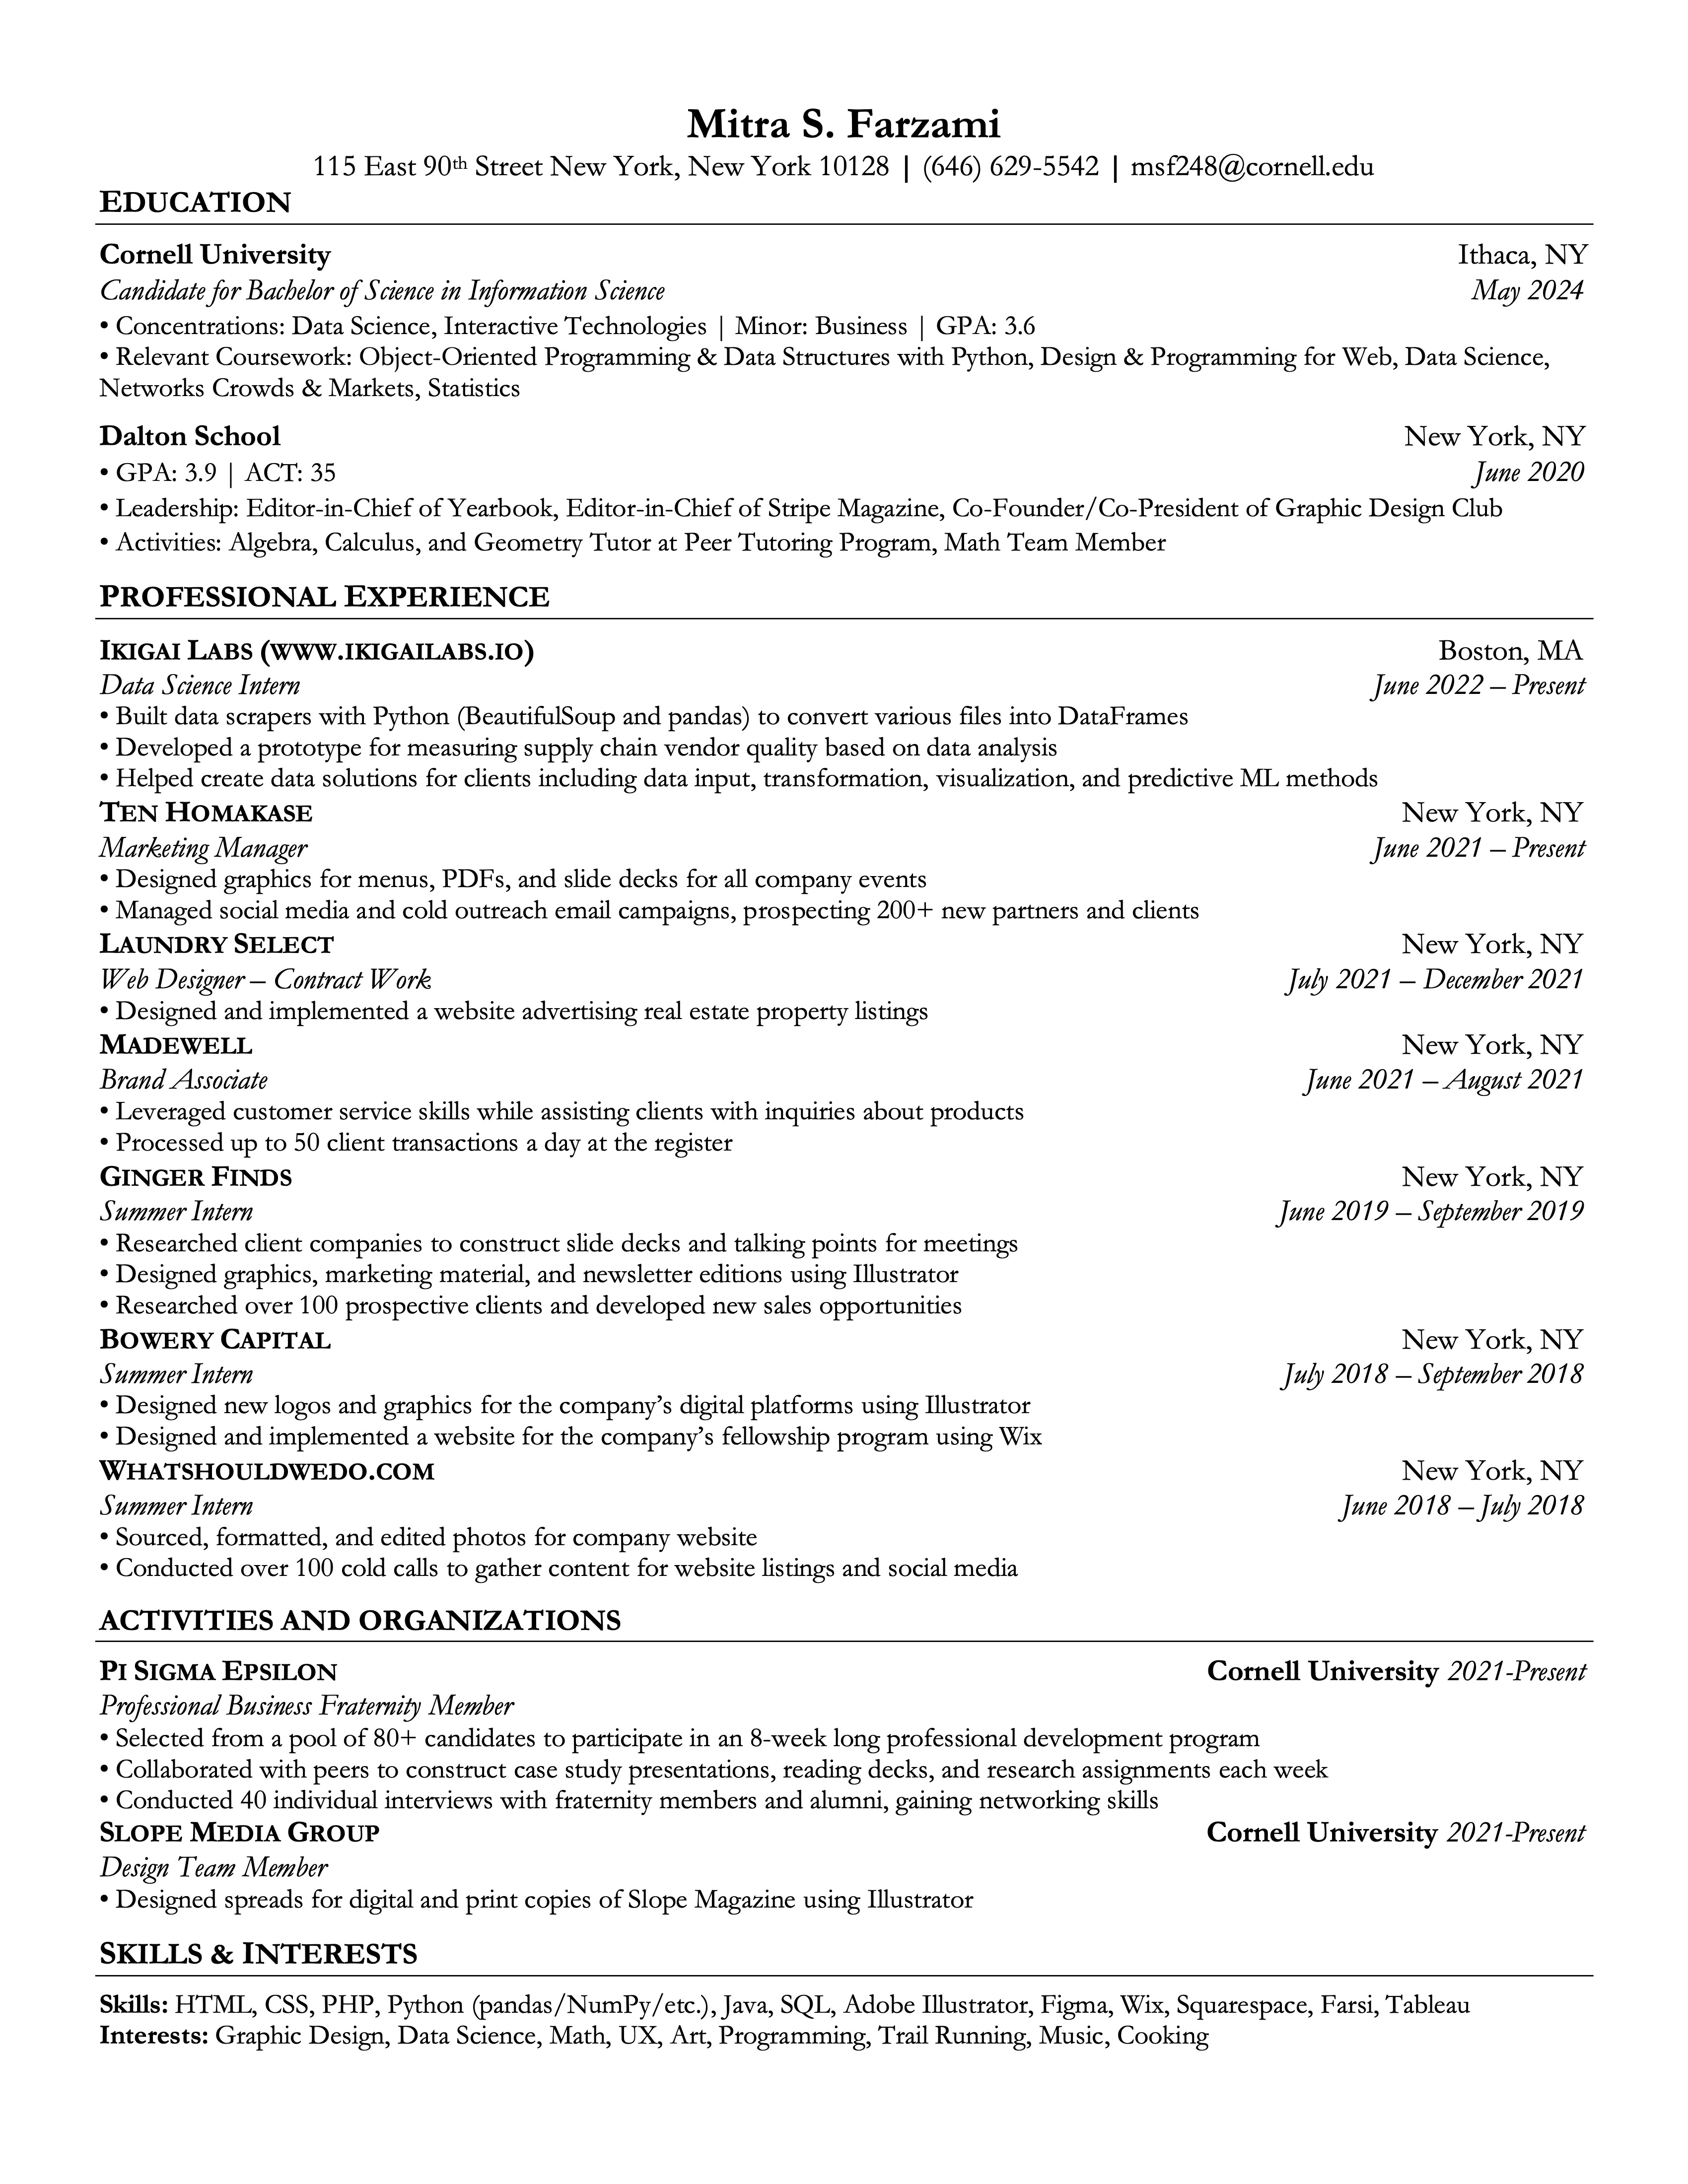 Mitra S. Farzami
115 East 90th Street New York, New York 10128 | (646) 629-5542 | msf248@cornell.edu
EDUCATION
Cornell University Ithaca, NY
Candidate for Bachelor of Science in Information Science May 2024
• Concentrations: Data Science, Interactive Technologies | Minor: Business | GPA: 3.6
• Relevant Coursework: Object-Oriented Programming & Data Structures with Python, Design & Programming for Web, Data Science,
Networks Crowds & Markets, Statistics
Dalton School New York, NY
• GPA: 3.9 | ACT: 35 June 2020
• Leadership: Editor-in-Chief of Yearbook, Editor-in-Chief of Stripe Magazine, Co-Founder/Co-President of Graphic Design Club
• Activities: Algebra, Calculus, and Geometry Tutor at Peer Tutoring Program, Math Team Member
PROFESSIONAL EXPERIENCE
IKIGAI LABS (WWW.IKIGAILABS.IO) Boston, MA
Data Science Intern June 2022 – Present
• Built data scrapers with Python (BeautifulSoup and pandas) to convert various files into DataFrames
• Developed a prototype for measuring supply chain vendor quality based on data analysis
• Helped create data solutions for clients including data input, transformation, visualization, and predictive ML methods
TEN HOMAKASE New York, NY
Marketing Manager June 2021 – Present
• Designed graphics for menus, PDFs, and slide decks for all company events
• Managed social media and cold outreach email campaigns, prospecting 200+ new partners and clients
LAUNDRY SELECT New York, NY
Web Designer – Contract Work July 2021 – December 2021
• Designed and implemented a website advertising real estate property listings
MADEWELL New York, NY
Brand Associate June 2021 – August 2021
• Leveraged customer service skills while assisting clients with inquiries about products
• Processed up to 50 client transactions a day at the register
GINGER FINDS New York, NY
Summer Intern June 2019 – September 2019
• Researched client companies to construct slide decks and talking points for meetings
• Designed graphics, marketing material, and newsletter editions using Illustrator
• Researched over 100 prospective clients and developed new sales opportunities
BOWERY CAPITAL New York, NY
Summer Intern July 2018 – September 2018
• Designed new logos and graphics for the company’s digital platforms using Illustrator
• Designed and implemented a website for the company’s fellowship program using Wix
WHATSHOULDWEDO.COM New York, NY
Summer Intern June 2018 – July 2018
• Sourced, formatted, and edited photos for company website
• Conducted over 100 cold calls to gather content for website listings and social media
ACTIVITIES AND ORGANIZATIONS
PI SIGMA EPSILON Cornell University 2021-Present
Professional Business Fraternity Member
• Selected from a pool of 80+ candidates to participate in an 8-week long professional development program
• Collaborated with peers to construct case study presentations, reading decks, and research assignments each week
• Conducted 40 individual interviews with fraternity members and alumni, gaining networking skills
SLOPE MEDIA GROUP Cornell University 2021-Present
Design Team Member
• Designed spreads for digital and print copies of Slope Magazine using Illustrator
SKILLS & INTERESTS
Skills: HTML, CSS, PHP, Python (pandas/NumPy/etc.), Java, SQL, Adobe Illustrator, Figma, Wix, Squarespace, Farsi, Tableau
Interests: Graphic Design, Data Science, Math, UX, Art, Programming, Trail Running, Music, Cooking